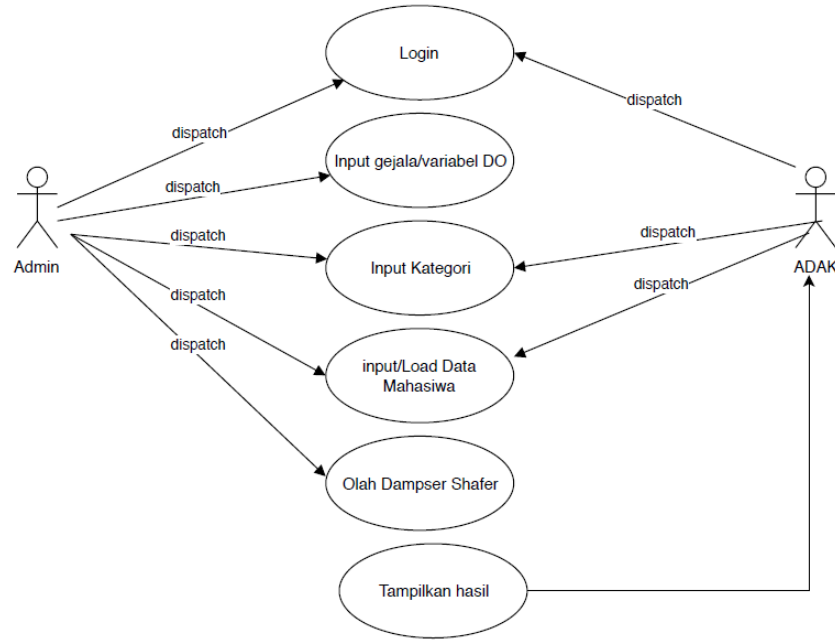 Login
dispatch
dispatch
Input gejala/variabel DO
dispatch
dispatch
dispatch
Admin
Input Kategori
ADAK
dispatch
dispatch
dispatch
input/Load Data
Mahasiwa
Olah Dampser Shafer
Tampilkan hasil